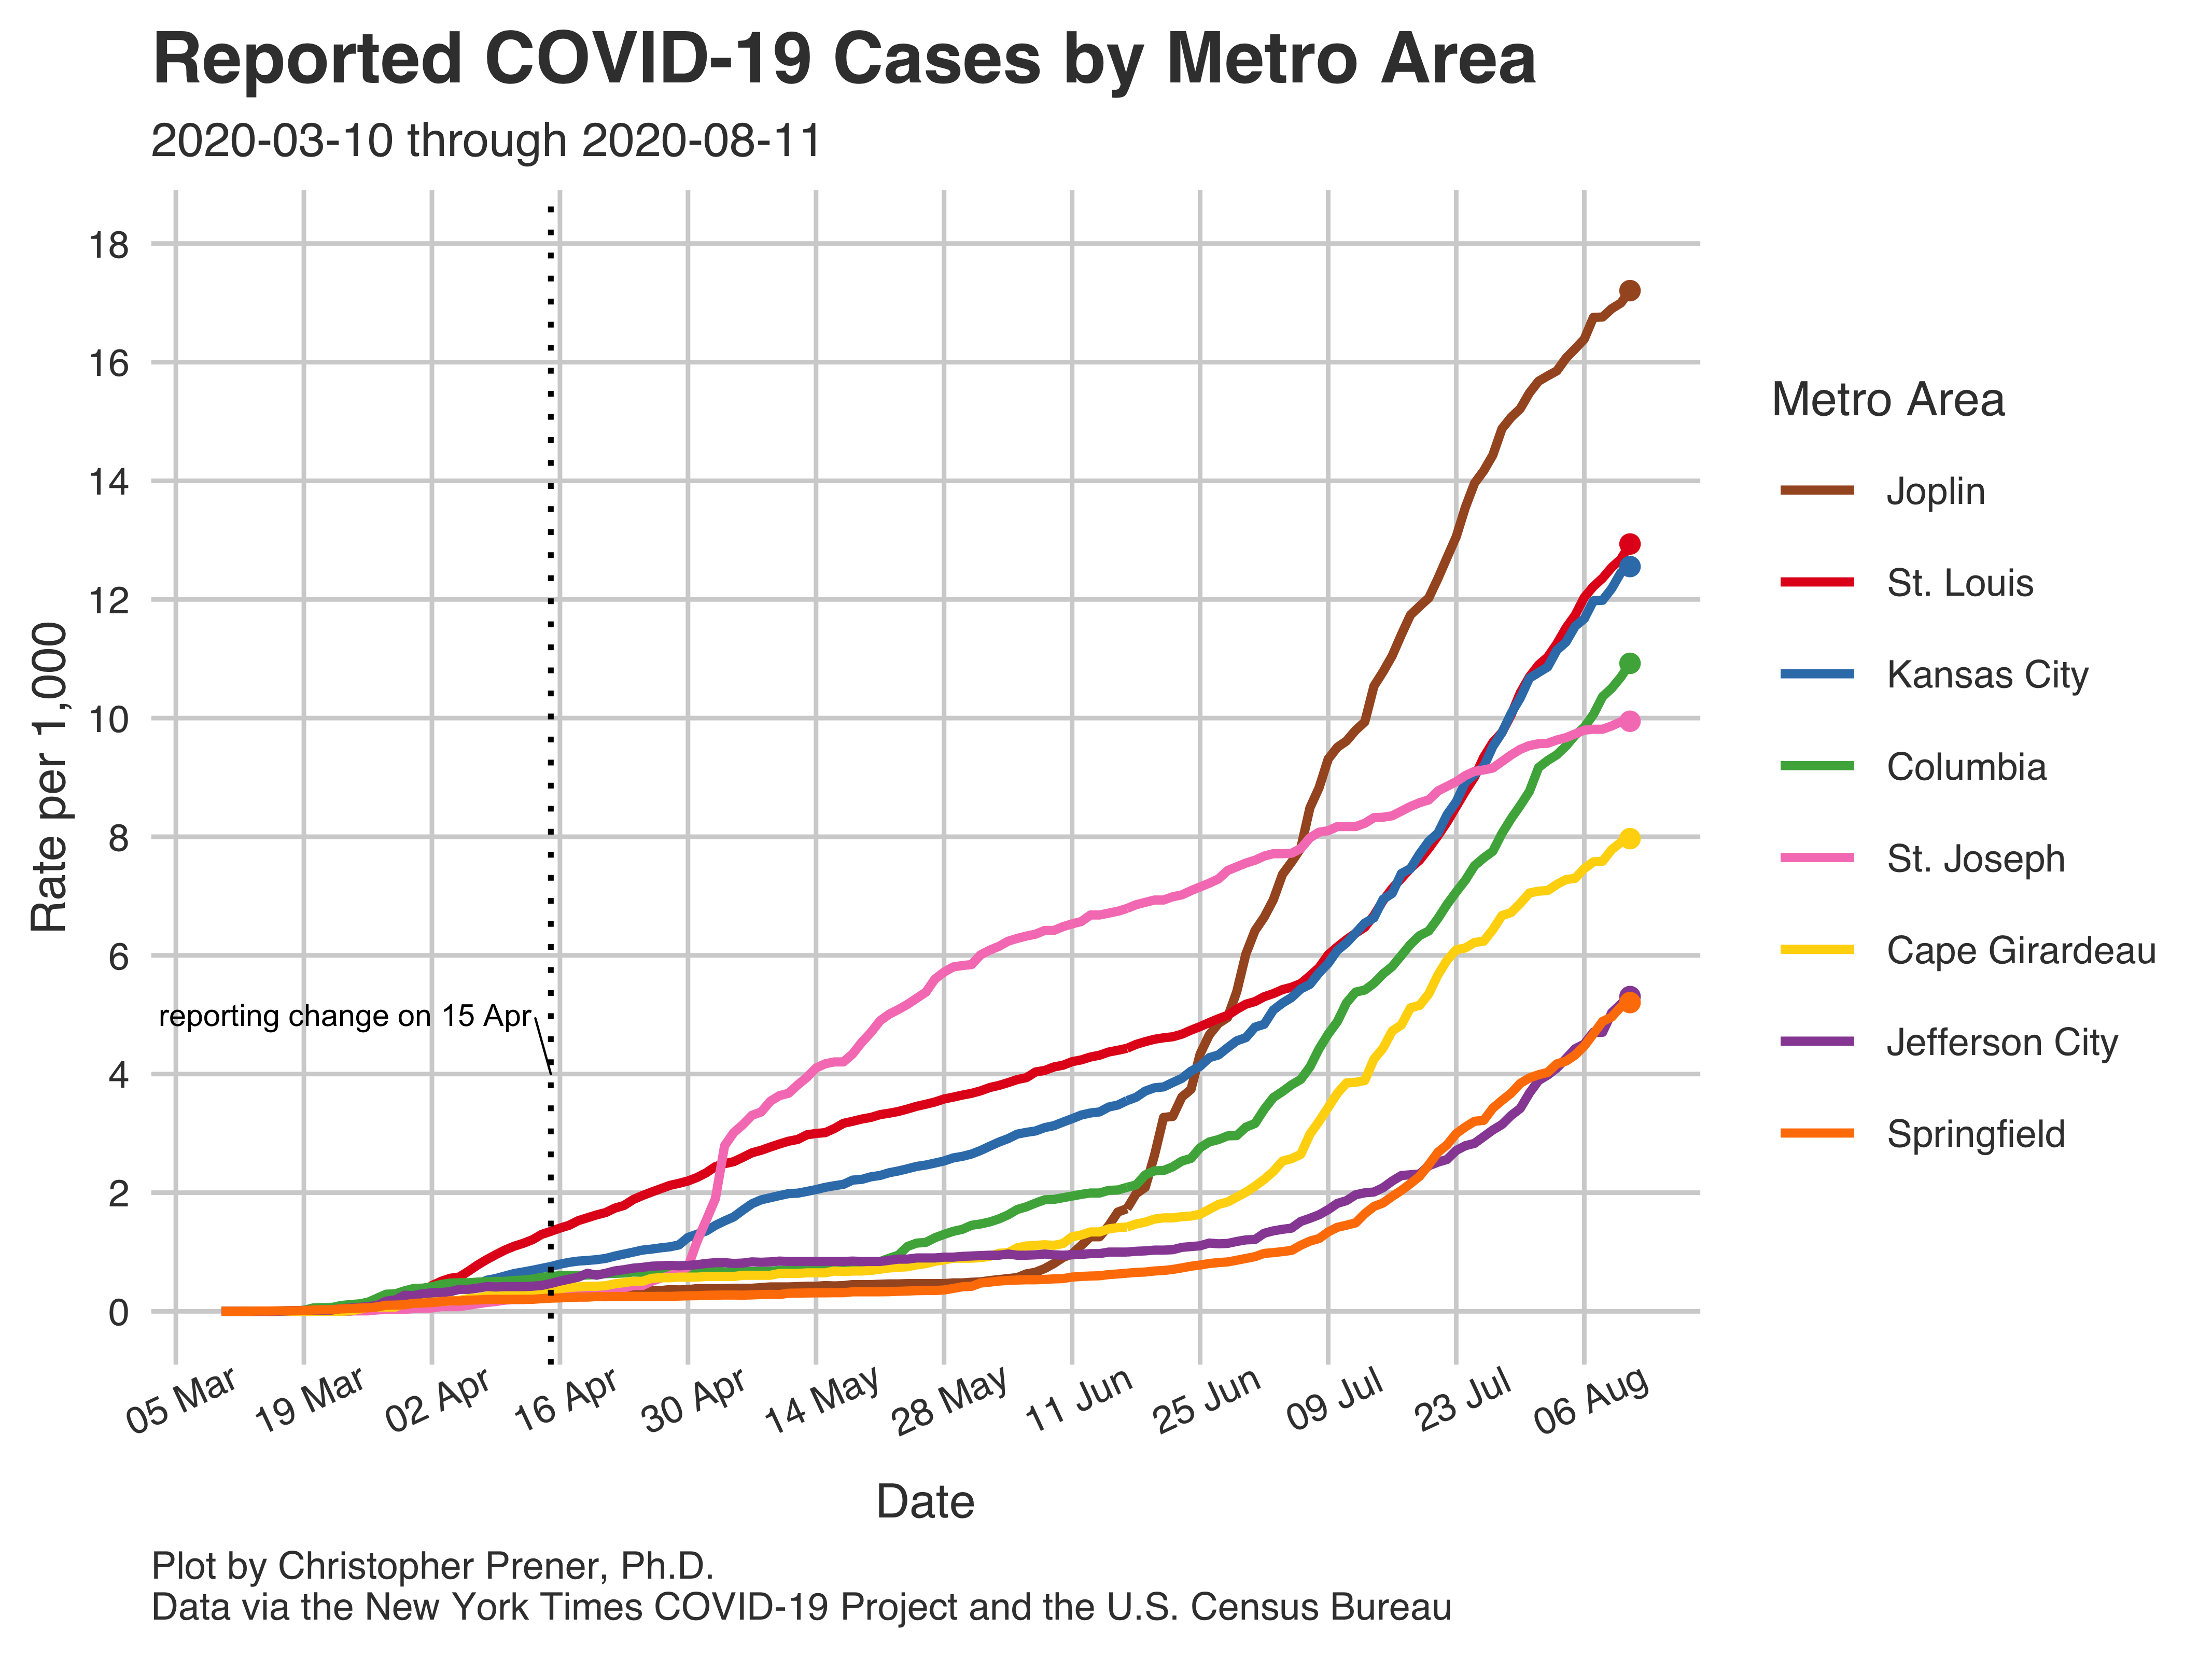 Reported COVID-19 Cases by Metro Area
2020-03-10 through 2020-08-11
18
16
14
12
10
8
6
4
2
0
Rate per 1,000
reporting change on 15 Apr
05 Mar
19 Mar
02 Apr
16 Apr
30 Apr
14 May
28 May
11 Jun
25 Jun
09 Jul
23 Jul
06 Aug
Date
Metro Area
Joplin
St. Louis
Kansas City
Columbia
St. Joseph
Cape Girardeau
Jefferson City
Springfield
Plot by Christopher Prener, Ph.D.
Data via the New York Times COVID-19 Project and the U.S. Census Bureau